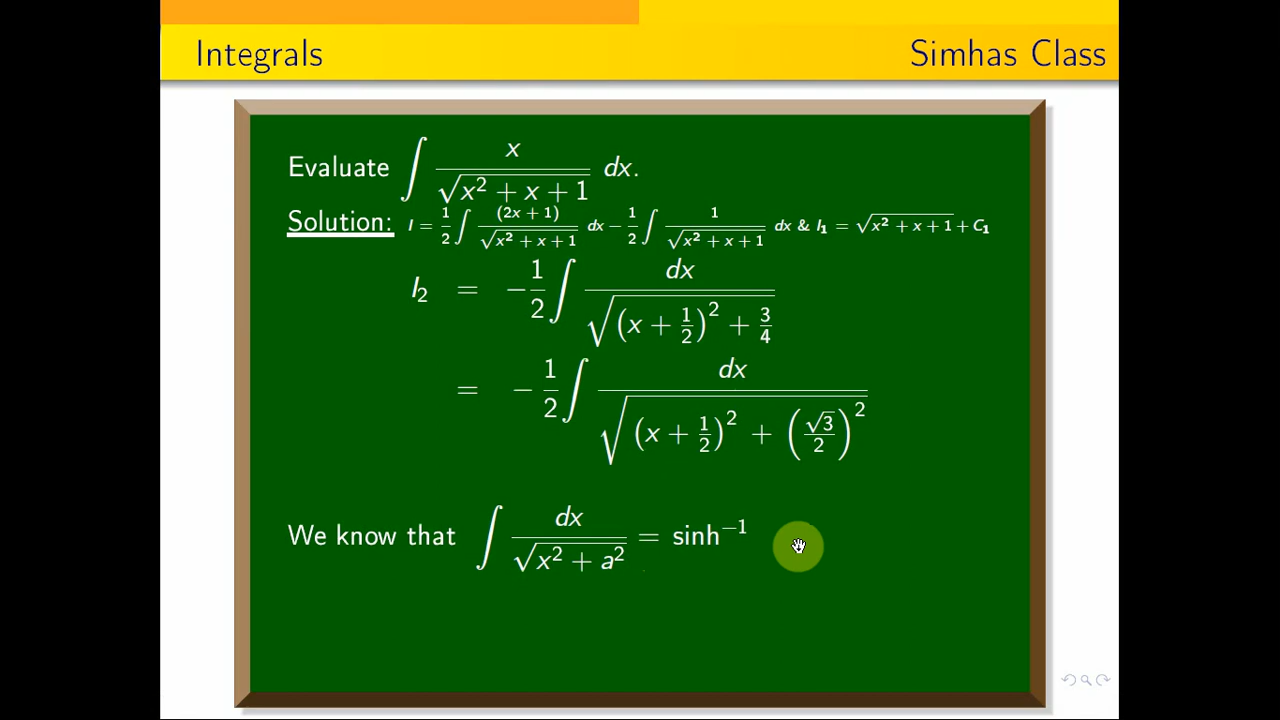 Integrals Simhas Class
Evaluate ∫ x/√(x² + x + 1) dx.
Solution: I = 1/2 ∫ (2x + 1)/√(x² + x + 1) dx − 1/2 ∫ 1/√(x² + x + 1) dx & I₁ = √(x² + x + 1) + C₁
I₂ = −1/2 ∫ dx/√((x + 1/2)² + 3/4)
= −1/2 ∫ dx/√((x + 1/2)² + (√3/2)²)
We know that ∫ dx/√(x² + a²) = sinh⁻¹